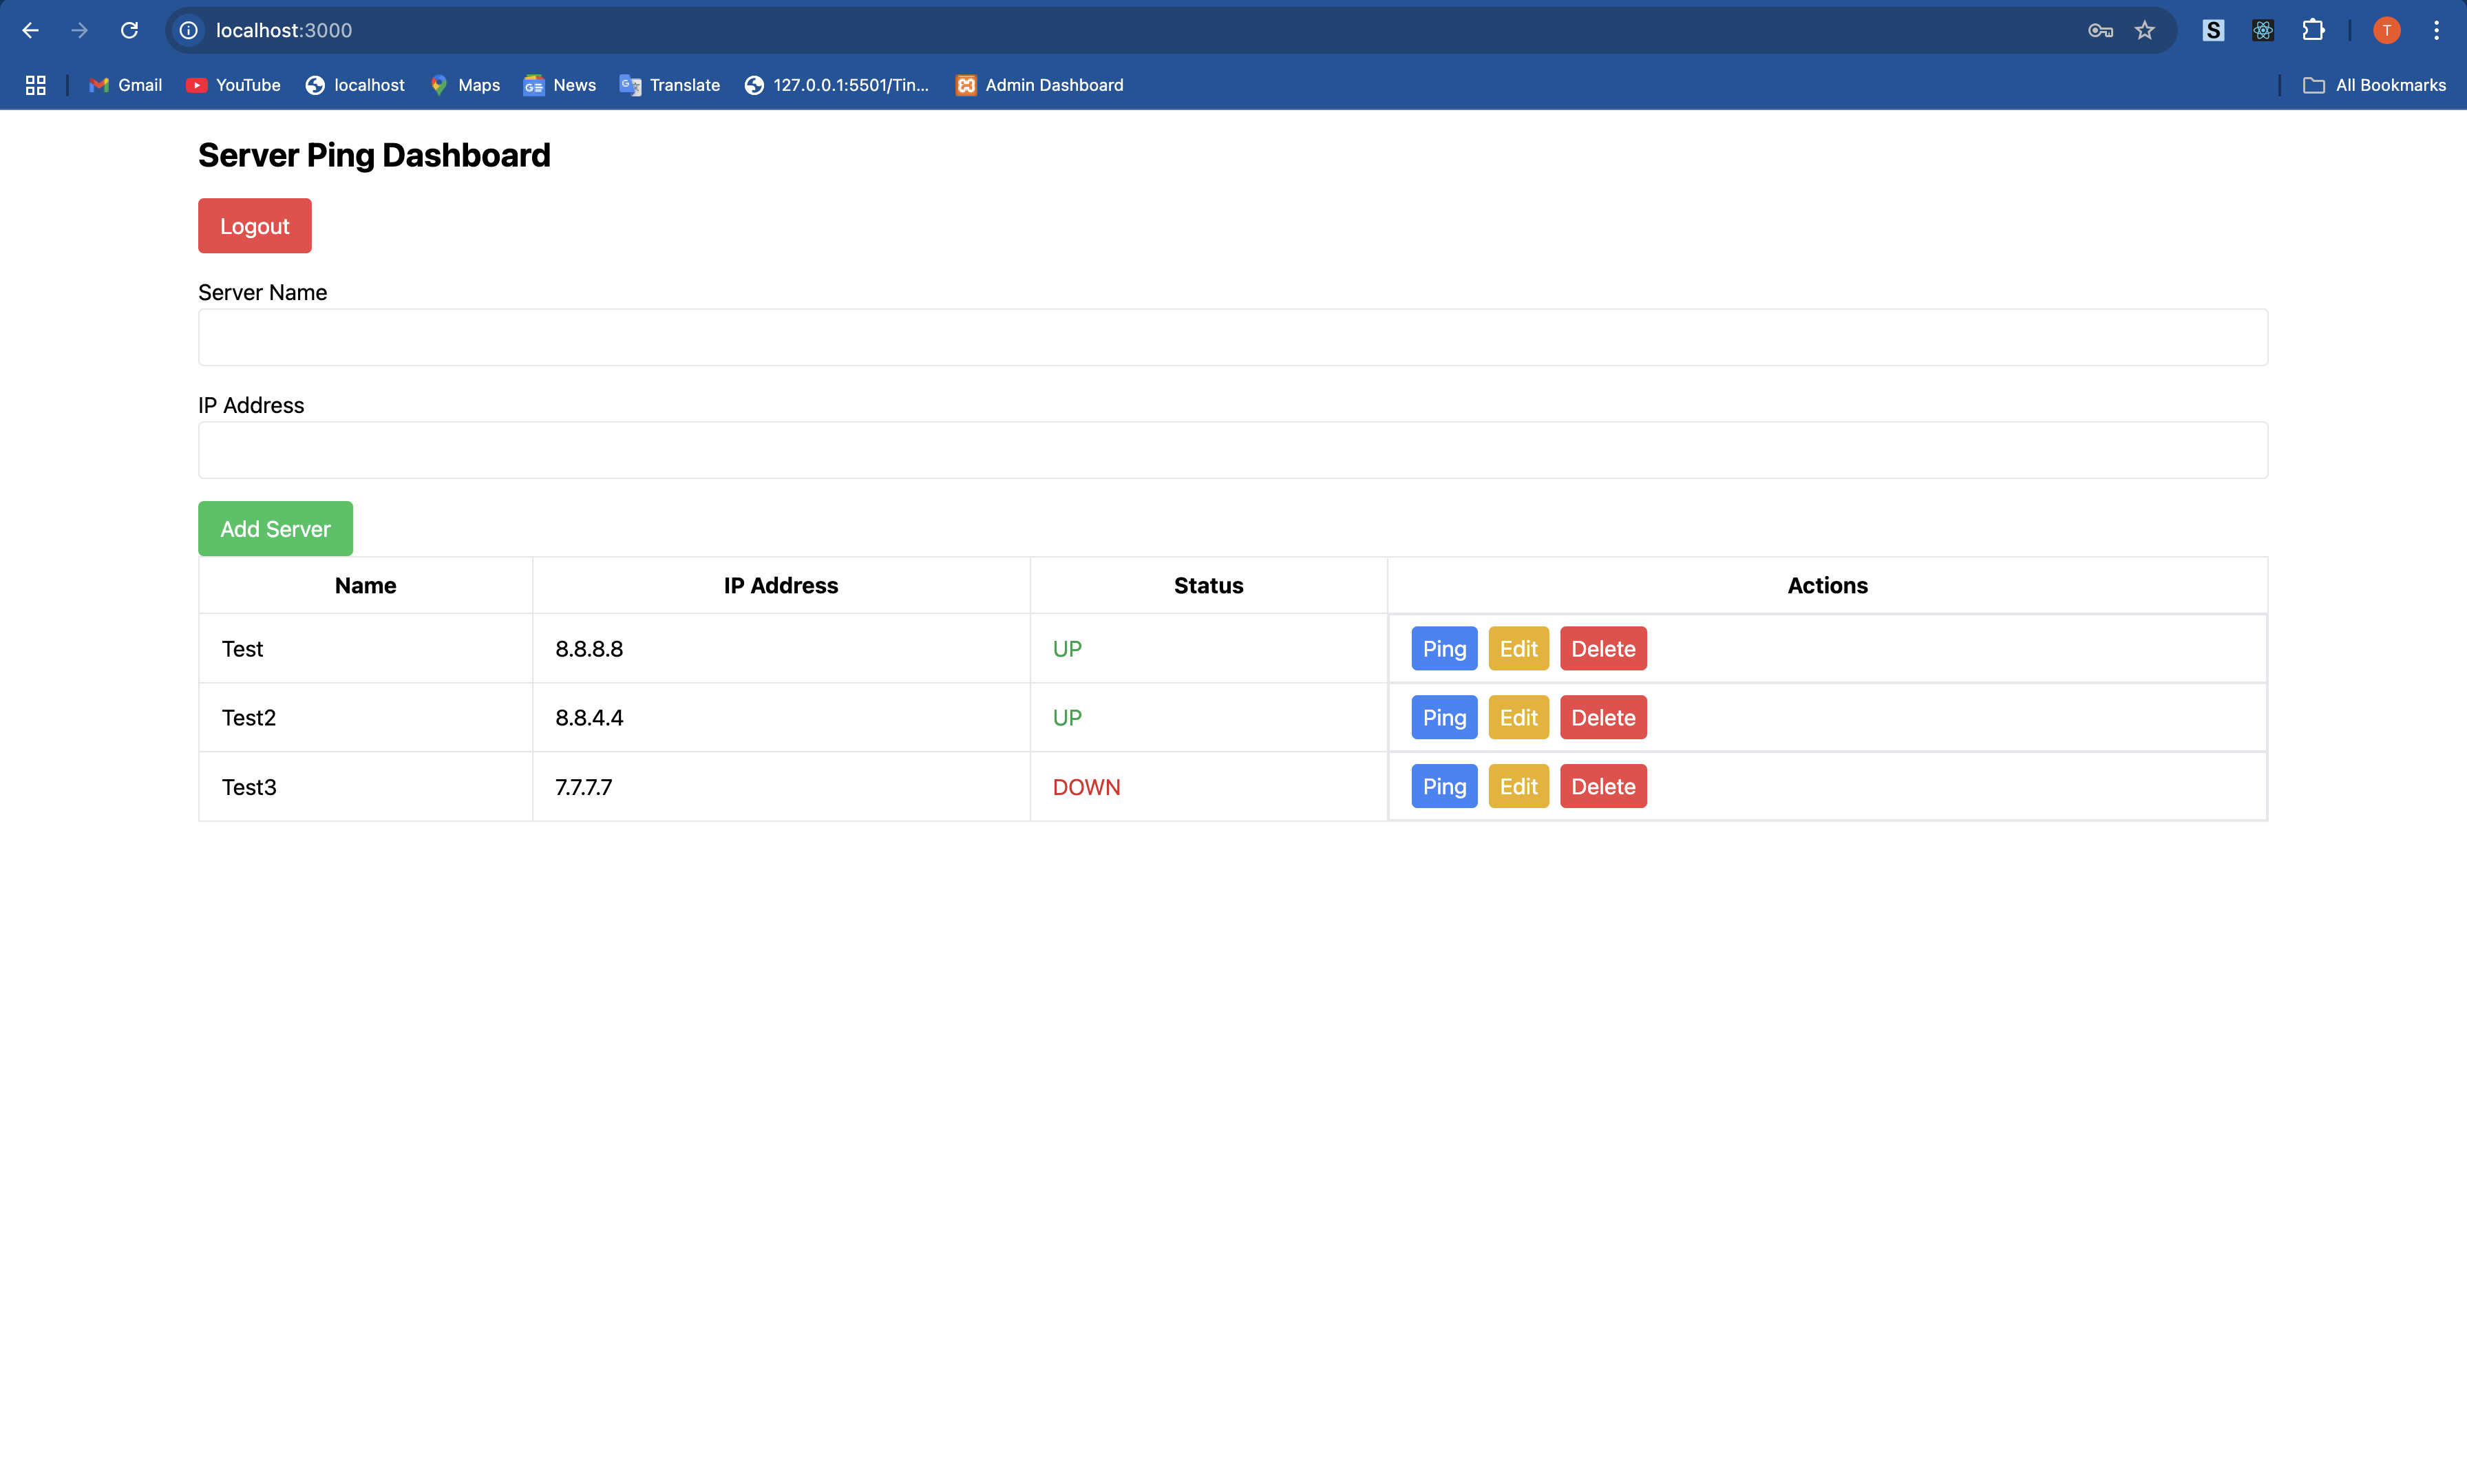 localhost:3000
Gmail YouTube localhost Maps News Translate 127.0.0.1:5501/Tin... Admin Dashboard All Bookmarks
S T
Server Ping Dashboard
Logout
Server Name
IP Address
Add Server
Name IP Address Status Actions
Test 8.8.8.8 UP Ping Edit Delete
Test2 8.8.4.4 UP Ping Edit Delete
Test3 7.7.7.7 DOWN Ping Edit Delete